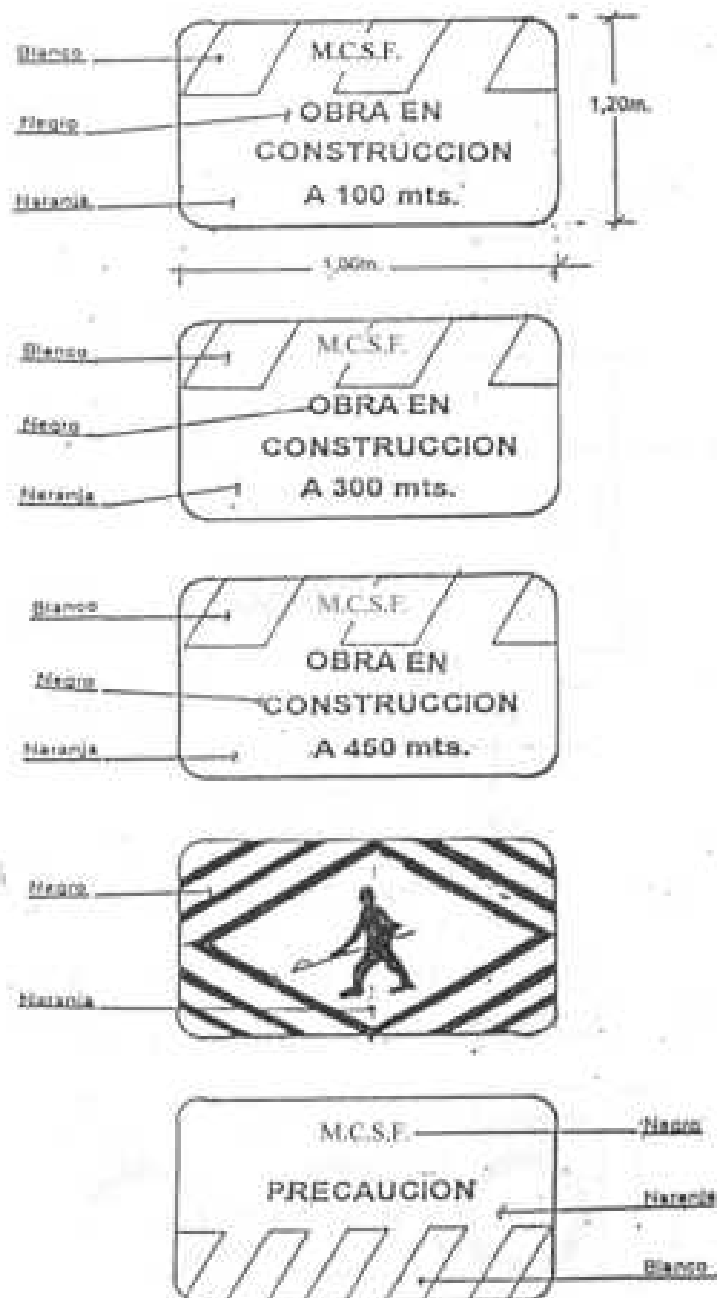 Blanco
M.C.S.F.
Negro
OBRA EN
CONSTRUCCION
A 100 mts.
Naranja
1,20m.
1,00m.
Blanco
M.C.S.F.
Negro
OBRA EN
CONSTRUCCION
A 300 mts.
Naranja
Blanco
M.C.S.F.
Negro
OBRA EN
CONSTRUCCION
A 450 mts.
Naranja
Negro
Naranja
M.C.S.F.
Negro
PRECAUCION
Naranja
Blanco